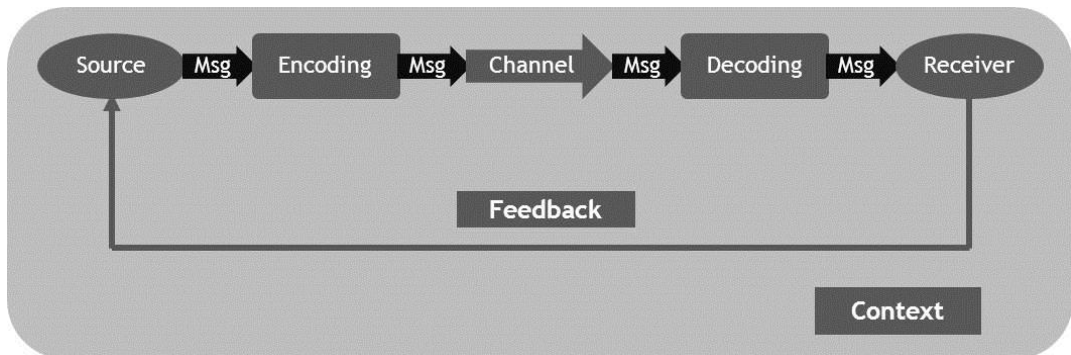 Source Msg Encoding Msg Channel Msg Decoding Msg Receiver
Feedback
Context